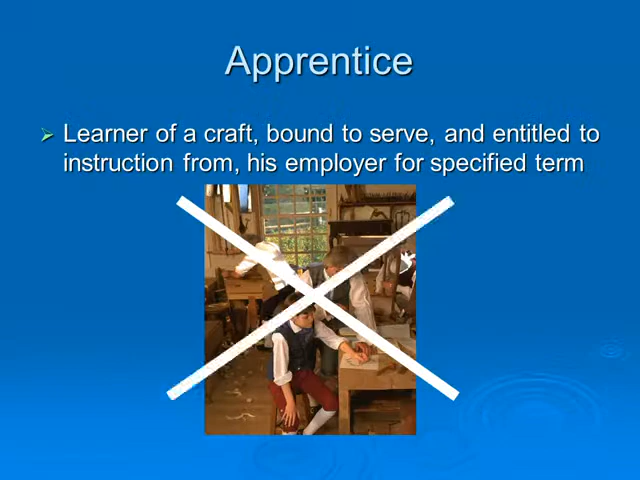 Apprentice
Learner of a craft, bound to serve, and entitled to
instruction from, his employer for specified term